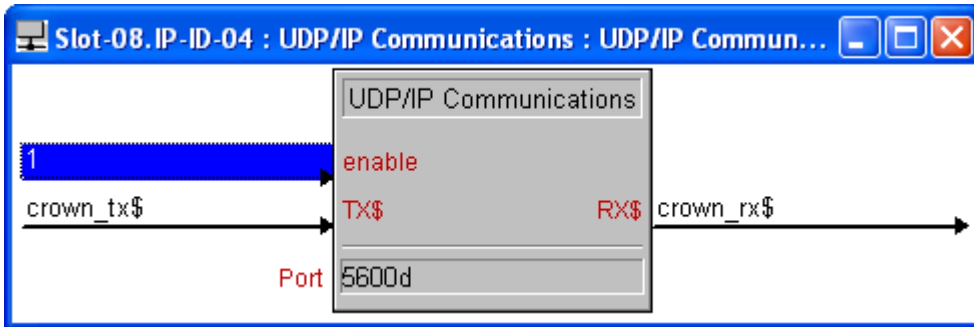 Slot-08.IP-ID-04 : UDP/IP Communications : UDP/IP Commun...
UDP/IP Communications
1 enable
crown_tx$ TX$ RX$ crown_rx$
Port 5600d